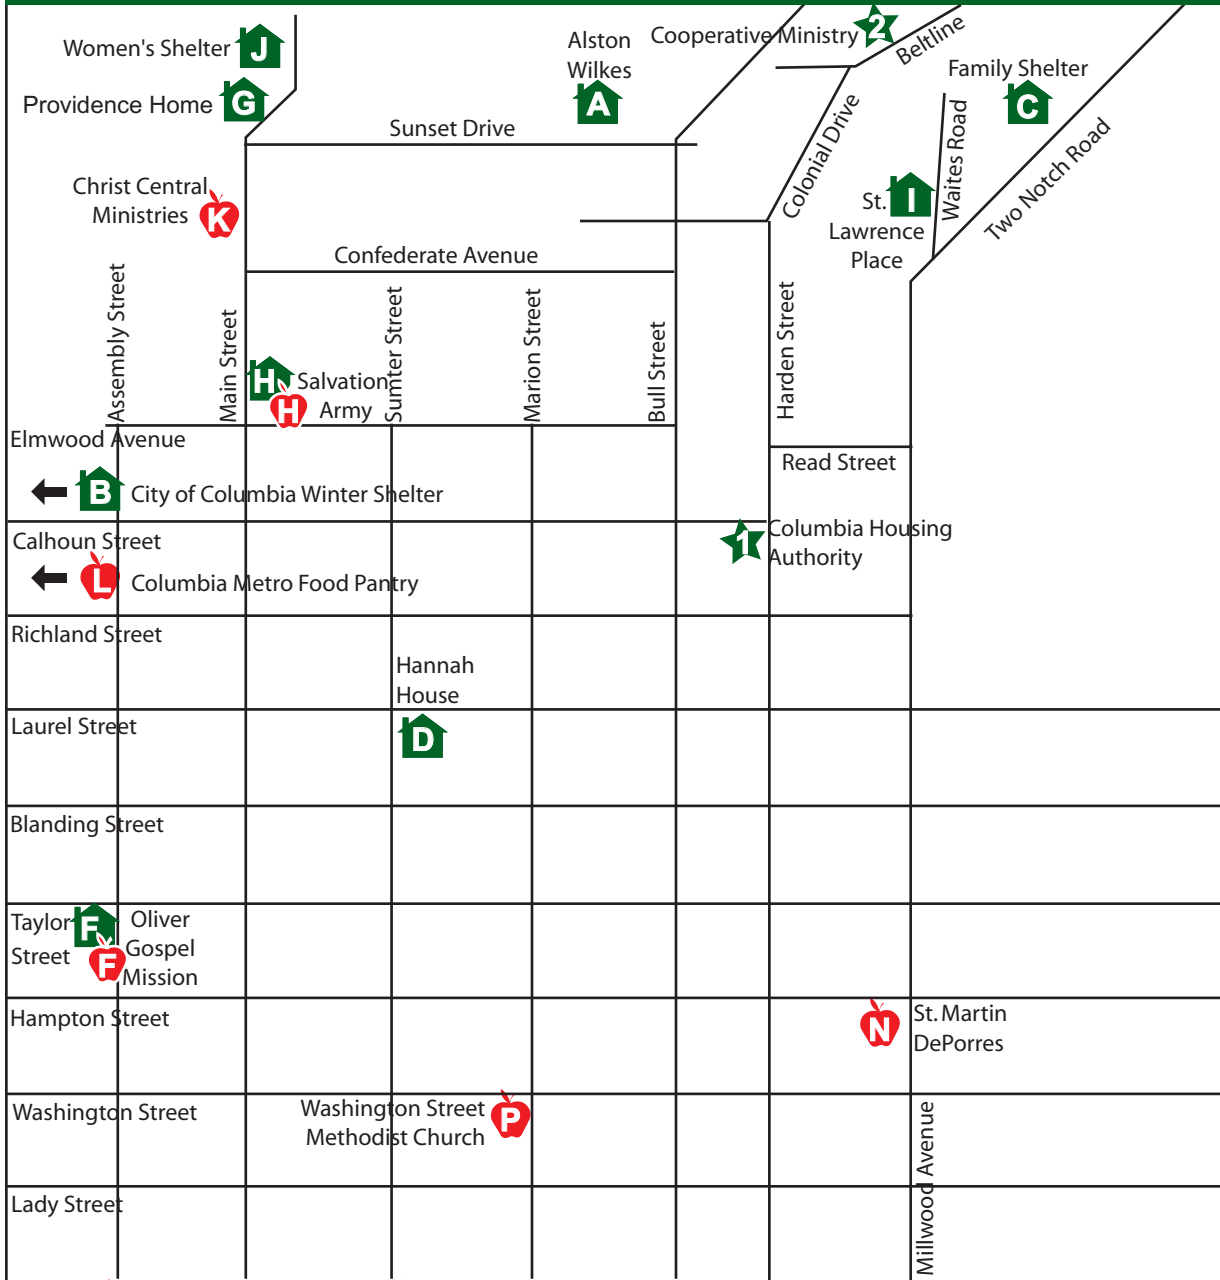 Women's Shelter
J
Providence Home
G
Alston
Wilkes
A
Cooperative Ministry
2
Beltline
Family Shelter
C
Sunset Drive
Colonial Drive
Waites Road
Two Notch Road
Christ Central
Ministries
K
St.
I
Lawrence
Place
Confederate Avenue
Assembly Street
Main Street
Sumter Street
Marion Street
Bull Street
Harden Street
H
Salvation
H
Army
Elmwood Avenue
Read Street
B
City of Columbia Winter Shelter
Calhoun Street
1
Columbia Housing
Authority
L
Columbia Metro Food Pantry
Richland Street
Hannah
House
Laurel Street
D
Blanding Street
Taylor
Street
F
F
Oliver
Gospel
Mission
Hampton Street
N
St. Martin
DePorres
Washington Street
Washington Street
Methodist Church
P
Millwood Avenue
Lady Street